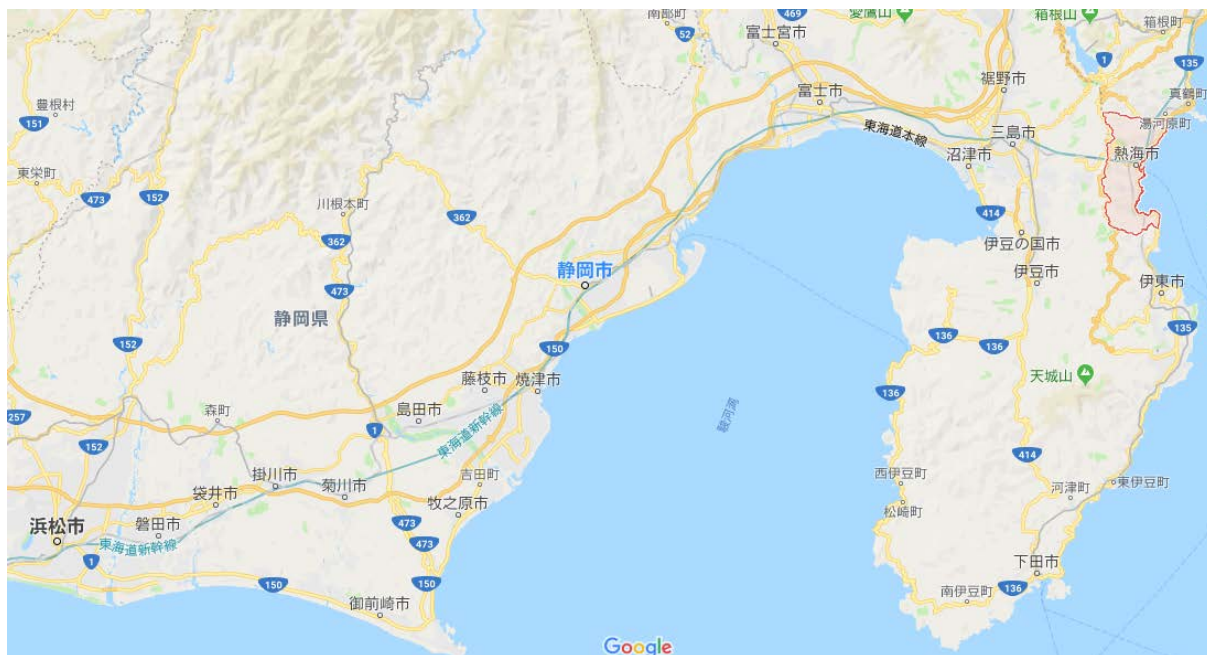 南部町
469
愛鷹山
箱根山
箱根町
52
富士宮市
1
135
豊根村
151
裾野市
真鶴町
富士市
湯河原町
東海道本線
三島市
熱海市
沼津市
東栄町
473
152
川根本町
362
414
362
伊豆の国市
静岡市
伊豆市
473
伊東市
静岡県
152
150
136
136
135
藤枝市
焼津市
136
天城山
257
森町
島田市
駿河湾
152
1
東海道新幹線
414
掛川市
吉田町
西伊豆町
東伊豆町
袋井市
菊川市
河津町
牧之原市
松崎町
浜松市
磐田市
473
東海道新幹線
473
1
150
150
下田市
136
南伊豆町
御前崎市
Google